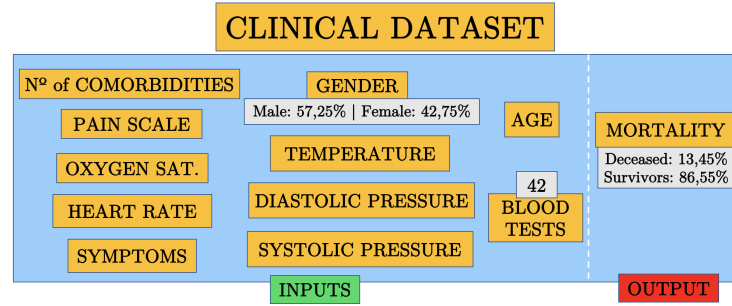 CLINICAL DATASET
Nº of COMORBIDITIES
PAIN SCALE
OXYGEN SAT.
HEART RATE
SYMPTOMS
GENDER
Male: 57,25% | Female: 42,75%
TEMPERATURE
DIASTOLIC PRESSURE
SYSTOLIC PRESSURE
AGE
42
BLOOD
TESTS
MORTALITY
Deceased: 13,45%
Survivors: 86,55%
INPUTS
OUTPUT